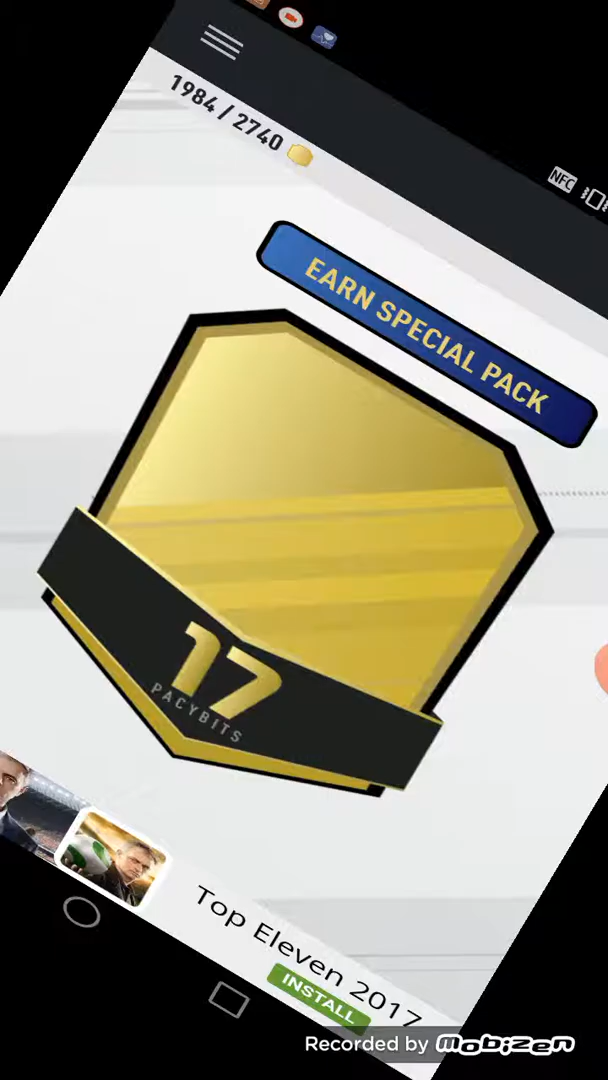 NFC
1984 / 2740
EARN SPECIAL PACK
17
PACYBITS
Top Eleven 2017
INSTALL
Recorded by mobizen